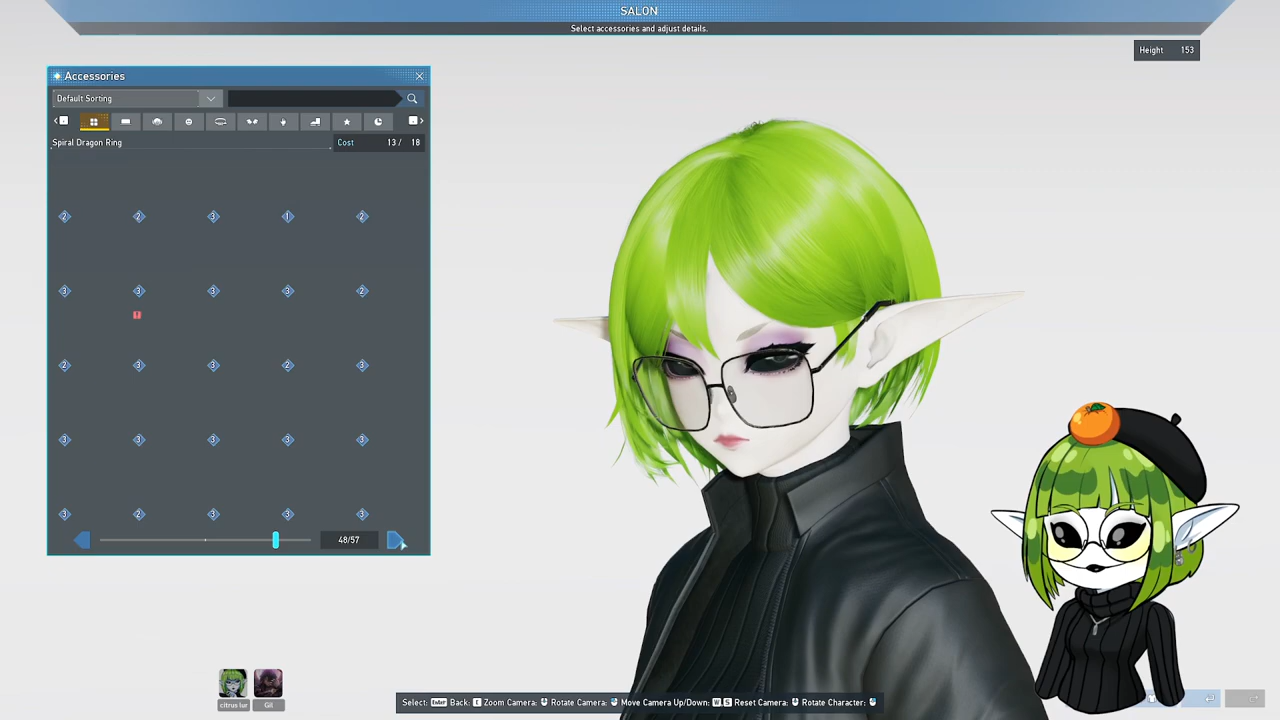 SALON
Select accessories and adjust details.
Height 153
Accessories
Default Sorting
Spiral Dragon Ring
Cost 13 / 18
2 2 3 1 2
3 3 3 3 2
2 3 3 2 3
3 3 3 3 3
3 2 3 3 3
48/57
citrus lur
Gil
Select: Enter Back: E Zoom Camera: Rotate Camera: Move Camera Up/Down: W, S Reset Camera: Rotate Character: